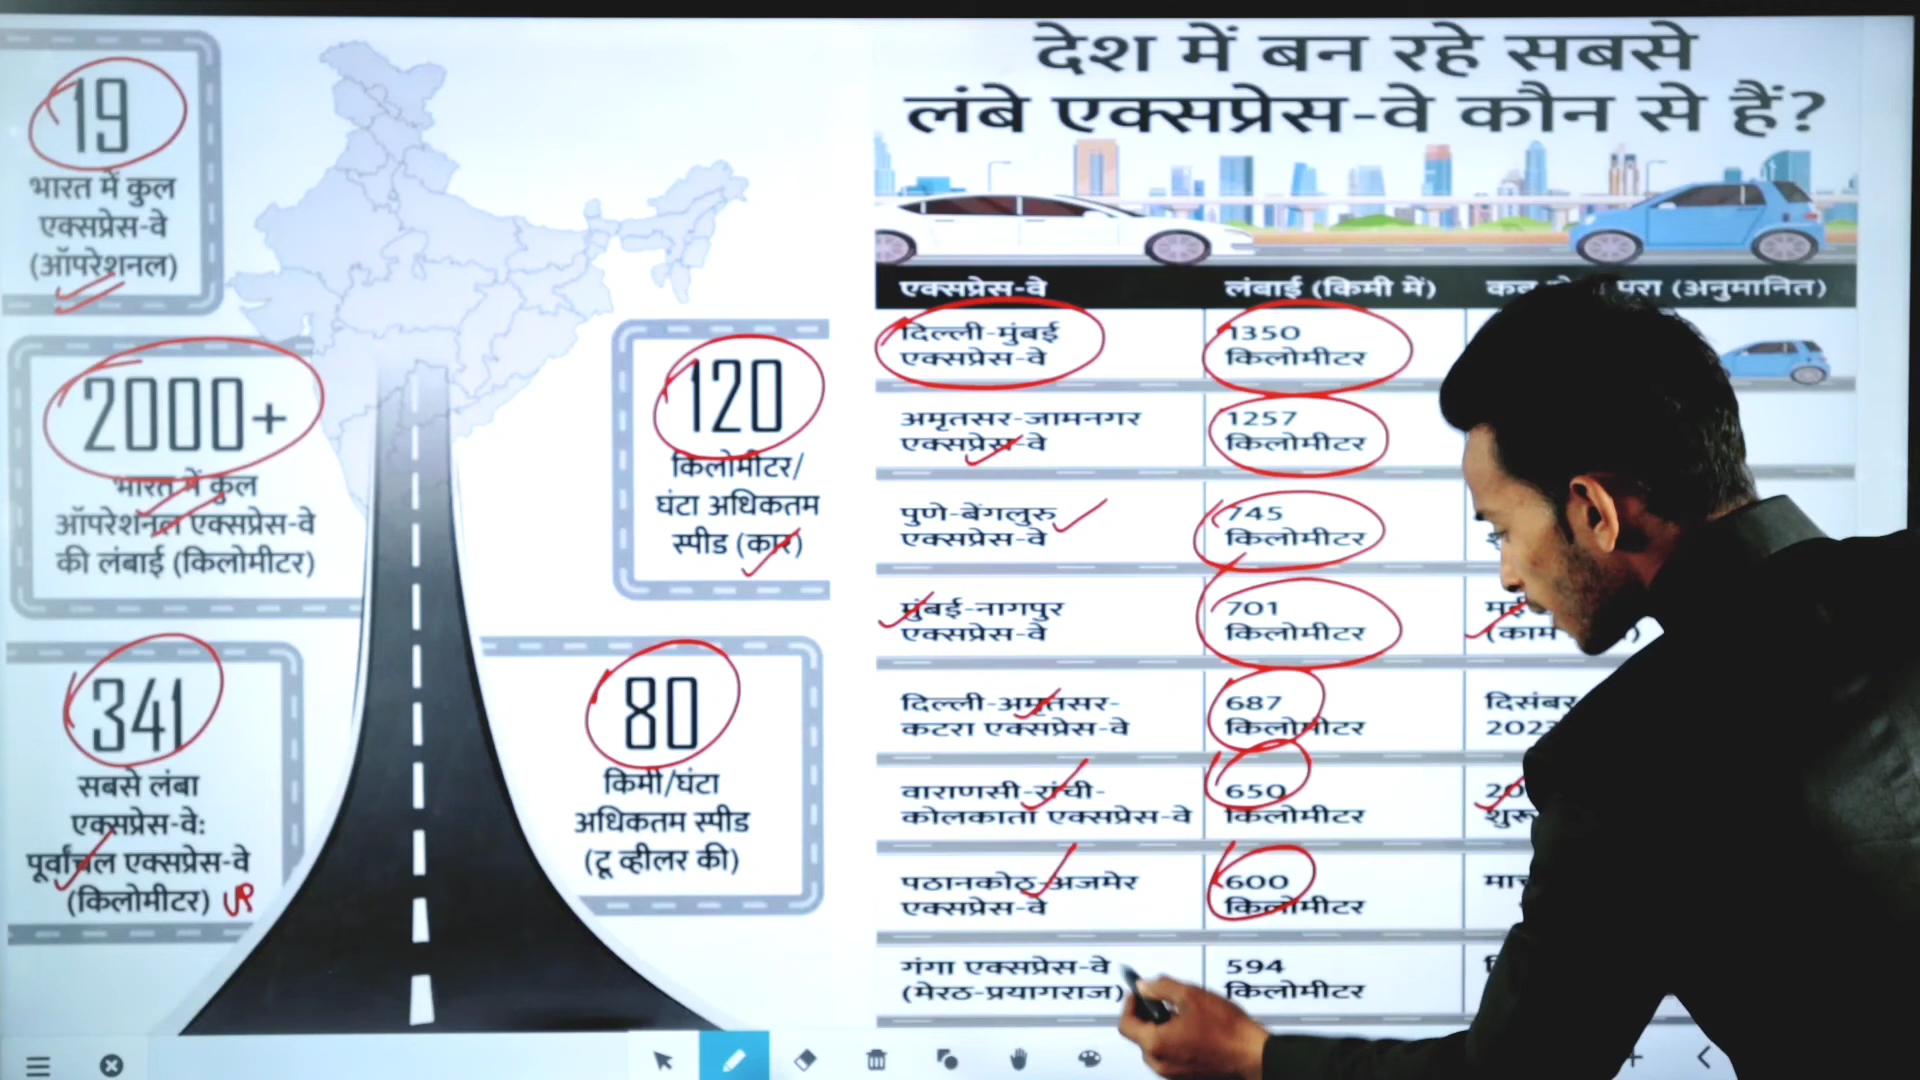 19
भारत में कुल
एक्सप्रेस-वे
(ऑपरेशनल)
2000+
भारत में कुल
ऑपरेशनल एक्सप्रेस-वे
की लंबाई (किलोमीटर)
341
सबसे लंबा
एक्सप्रेस-वे:
पूर्वांचल एक्सप्रेस-वे
(किलोमीटर) UP
120
किलोमीटर/
घंटा अधिकतम
स्पीड (कार)
80
किमी/घंटा
अधिकतम स्पीड
(टू व्हीलर की)
देश में बन रहे सबसे
लंबे एक्सप्रेस-वे कौन से हैं?
एक्सप्रेस-वे लंबाई (किमी में) (अनुमानित)
दिल्ली-मुंबई 1350
एक्सप्रेस-वे किलोमीटर
अमृतसर-जामनगर 1257
एक्सप्रेस-वे किलोमीटर
पुणे-बेंगलुरु 745
एक्सप्रेस-वे किलोमीटर
मुंबई-नागपुर 701
एक्सप्रेस-वे किलोमीटर (काम
दिल्ली-अमृतसर- 687 दिसंबर
कटरा एक्सप्रेस-वे किलोमीटर
वाराणसी-रांची- 650
कोलकाता एक्सप्रेस-वे किलोमीटर
पठानकोठ-अजमेर 600
एक्सप्रेस-वे किलोमीटर
गंगा एक्सप्रेस-वे 594
(मेरठ-प्रयागराज) किलोमीटर